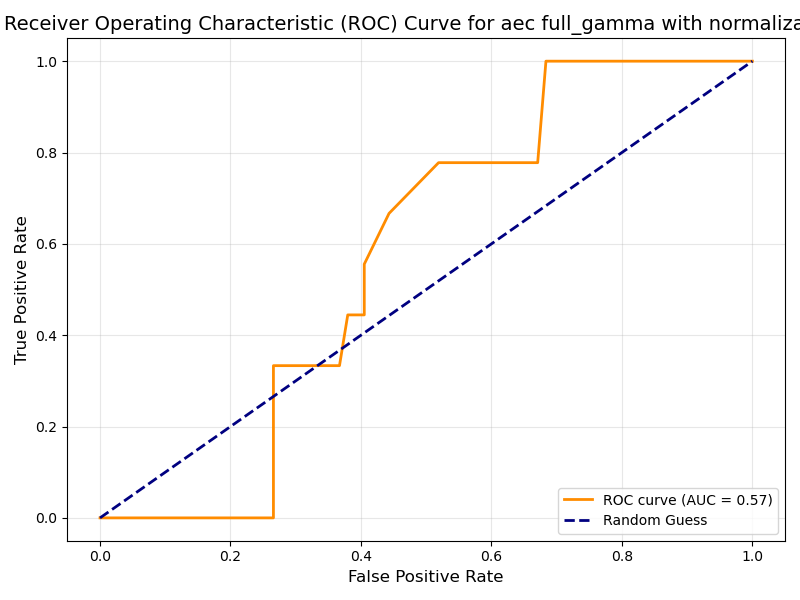 Receiver Operating Characteristic (ROC) Curve for aec full_gamma with normaliza
1.0
0.8
0.6
0.4
0.2
0.0
True Positive Rate
0.0 0.2 0.4 0.6 0.8 1.0
False Positive Rate
ROC curve (AUC = 0.57)
Random Guess